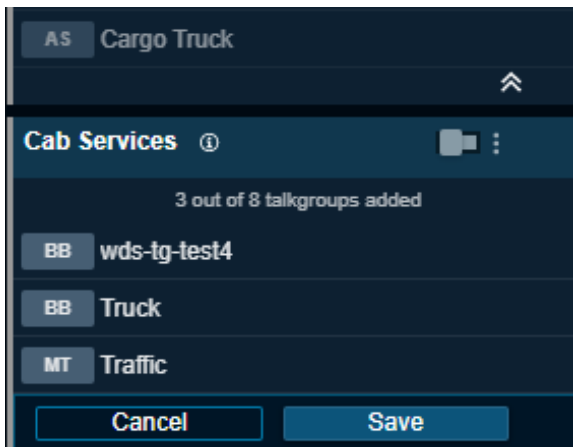 AS Cargo Truck
Cab Services
3 out of 8 talkgroups added
BB wds-tg-test4
BB Truck
MT Traffic
Cancel Save